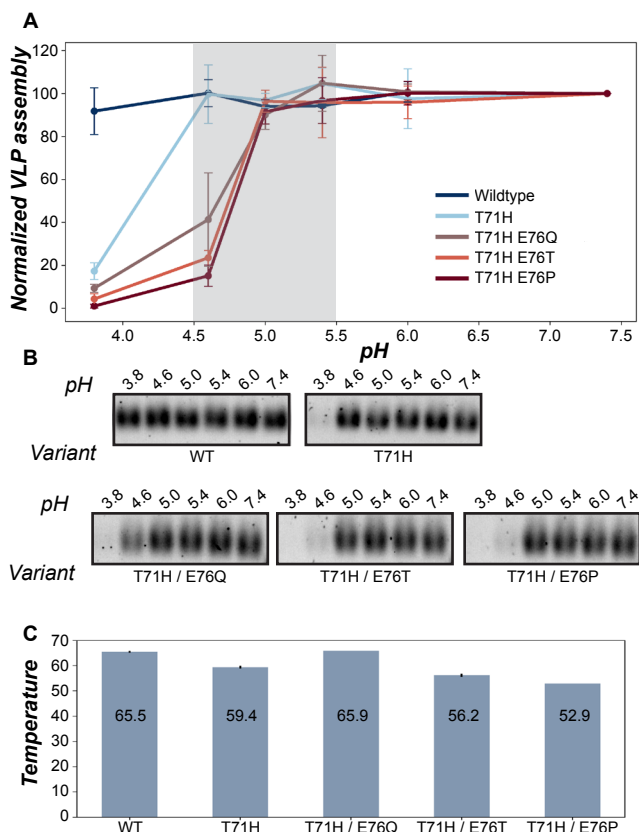 A
Normalized VLP assembly
120
100
80
60
40
20
0
Wildtype
T71H
T71H E76Q
T71H E76T
T71H E76P
4.0 4.5 5.0 5.5 6.0 6.5 7.0 7.5
pH
B
pH 3.8 4.6 5.0 5.4 6.0 7.4 3.8 4.6 5.0 5.4 6.0 7.4
Variant WT T71H
pH 3.8 4.6 5.0 5.4 6.0 7.4 3.8 4.6 5.0 5.4 6.0 7.4 3.8 4.6 5.0 5.4 6.0 7.4
Variant T71H / E76Q T71H / E76T T71H / E76P
C
Temperature
70
60
50
40
30
20
10
0
65.5 59.4 65.9 56.2 52.9
WT T71H T71H / E76Q T71H / E76T T71H / E76P